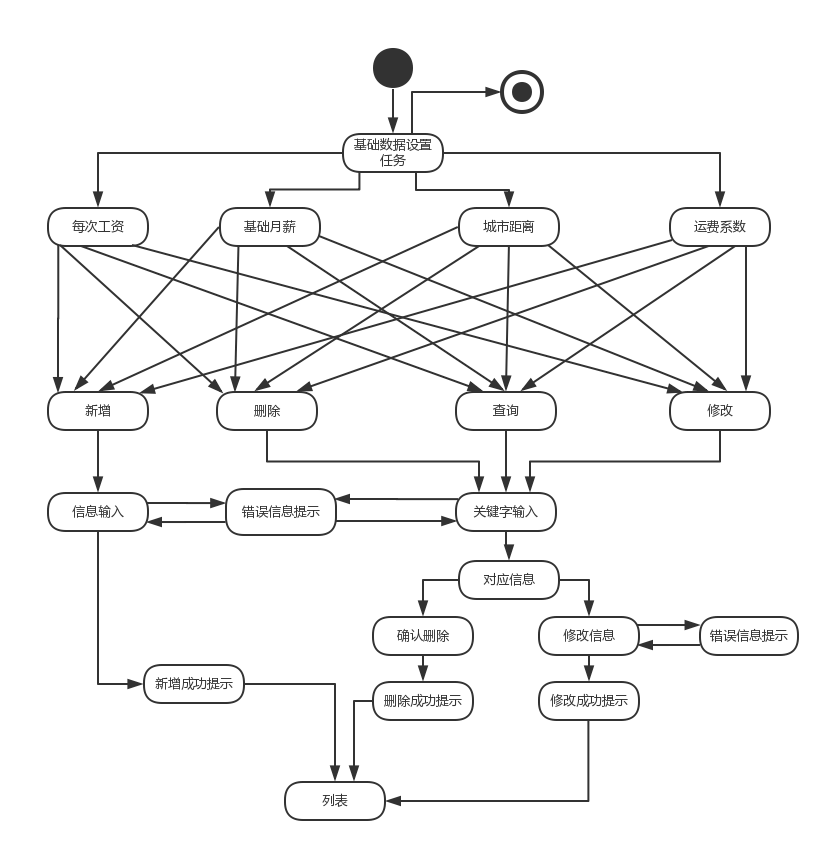 基础数据设置
任务
每次工资
基础月薪
城市距离
运费系数
新增
删除
查询
修改
信息输入
错误信息提示
关键字输入
对应信息
确认删除
修改信息
错误信息提示
新增成功提示
删除成功提示
修改成功提示
列表